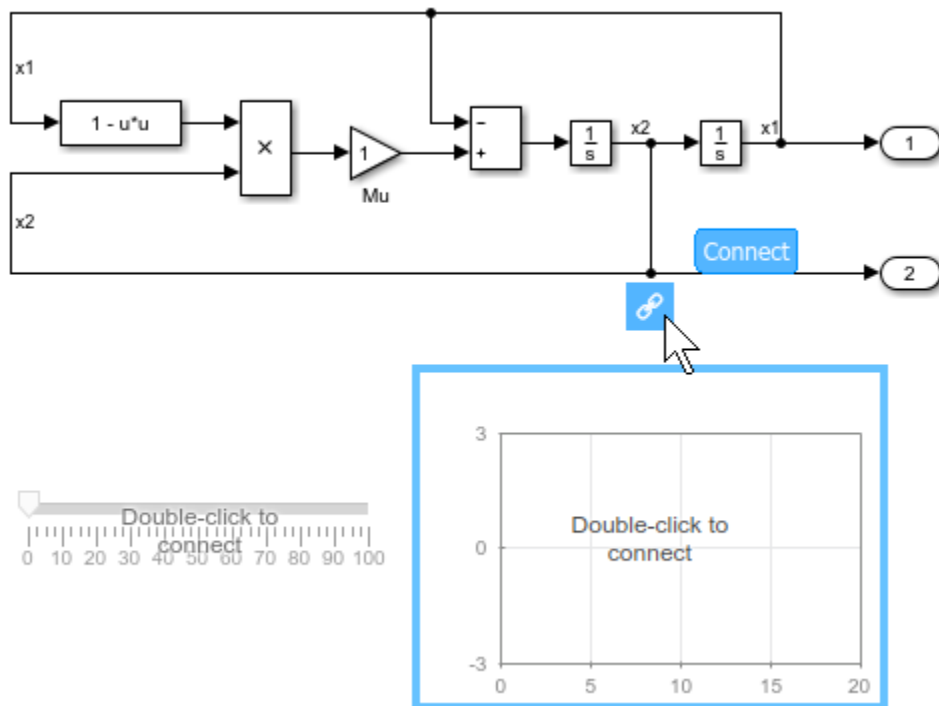 x1
1 - u*u
×
1
Mu
−
+
1
s
x2
1
s
x1
1
x2
Connect
2
Double-click to
connect
0 10 20 30 40 50 60 70 80 90 100
3
0
-3
Double-click to
connect
0 5 10 15 20